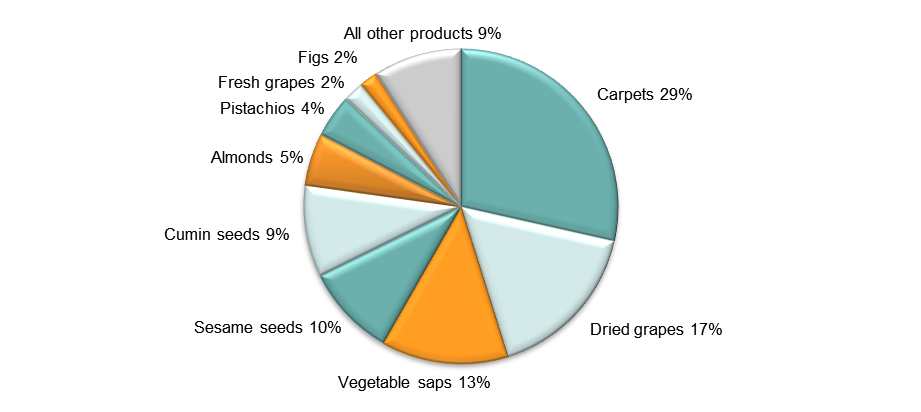 All other products 9%
Figs 2%
Fresh grapes 2%
Pistachios 4%
Almonds 5%
Cumin seeds 9%
Sesame seeds 10%
Vegetable saps 13%
Dried grapes 17%
Carpets 29%